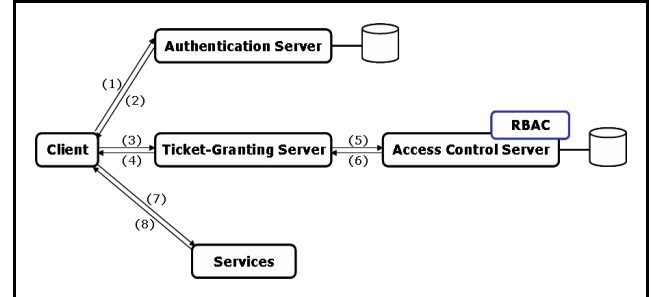 Authentication Server
(1)
(2)
RBAC
Client
(3)
(4)
Ticket-Granting Server
(5)
(6)
Access Control Server
(7)
(8)
Services